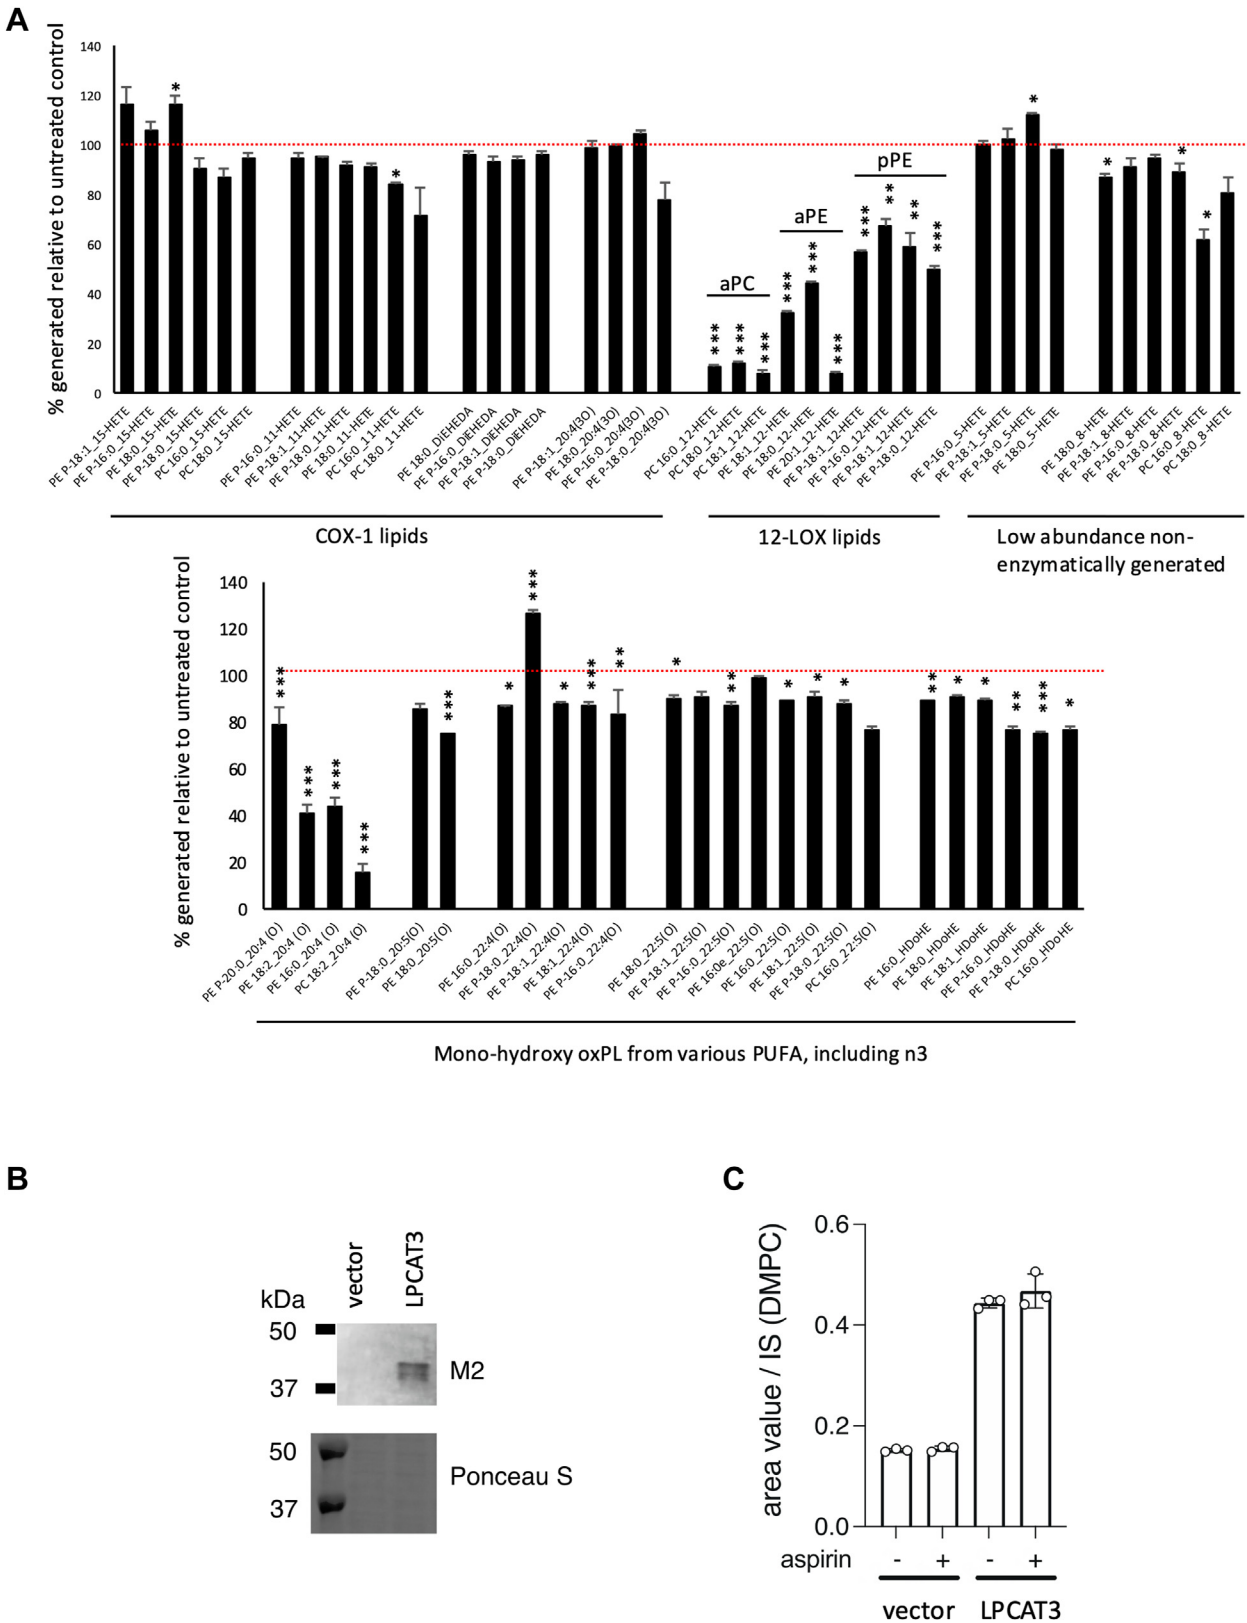 A
% generated relative to untreated control
140
120
100
80
60
40
20
0
*
*
*** *** ***
*** *** ***
*** ** ** ***
*
* * *
aPC
aPE
pPE
PE P-18:1_15-HETE
PE P-16:0_15-HETE
PE 18:0_15-HETE
PE P-18:0_15-HETE
PC 16:0_15-HETE
PC 18:0_15-HETE
PE P-16:0_11-HETE
PE P-18:1_11-HETE
PE P-18:0_11-HETE
PE 18:0_11-HETE
PC 16:0_11-HETE
PC 18:0_11-HETE
PE 18:0_DiEHEDA
PE P-16:0_DiEHEDA
PE P-18:1_DiEHEDA
PE P-18:0_DiEHEDA
PE P-18:1_20:4(3O)
PE 18:0_20:4(3O)
PE P-16:0_20:4(3O)
PE P-18:0_20:4(3O)
PC 16:0_12-HETE
PC 18:0_12-HETE
PC 18:1_12-HETE
PE 18:1_12-HETE
PE 18:0_12-HETE
PE 20:1_12-HETE
PE P-18:1_12-HETE
PE P-16:0_12-HETE
PE P-18:1_12-HETE
PE P-18:0_12-HETE
PE P-16:0_5-HETE
PE P-18:1_5-HETE
PE P-18:0_5-HETE
PE 18:0_5-HETE
PE 18:0_8-HETE
PE P-18:1_8-HETE
PE P-16:0_8-HETE
PE P-18:0_8-HETE
PC 16:0_8-HETE
PC 18:0_8-HETE
COX-1 lipids
12-LOX lipids
Low abundance non-
enzymatically generated
% generated relative to untreated control
140
120
100
80
60
40
20
0
*** *** *** ***
***
* *** * *** **
* ** * * *
** * * ** *** *
PE P-20:0_20:4 (O)
PE 18:2_20:4 (O)
PE 16:0_20:4 (O)
PC 18:2_20:4 (O)
PE P-18:0_20:5(O)
PE 18:0_20:5(O)
PE 16:0_22:4(O)
PE P-18:0_22:4(O)
PE P-18:1_22:4(O)
PE 18:1_22:4(O)
PE P-16:0_22:4(O)
PE 18:0_22:5(O)
PE P-18:1_22:5(O)
PE P-16:0_22:5(O)
PE 16:0e_22:5(O)
PE 16:0_22:5(O)
PE 18:1_22:5(O)
PE P-18:0_22:5(O)
PC 16:0_22:5(O)
PE 16:0_HDoHE
PE 18:0_HDoHE
PE 18:1_HDoHE
PE P-16:0_HDoHE
PE P-18:0_HDoHE
PC 16:0_HDoHE
Mono-hydroxy oxPL from various PUFA, including n3
B
vector
LPCAT3
kDa
50
37
M2
50
37
Ponceau S
C
area value / IS (DMPC)
0.6
0.4
0.2
0.0
aspirin - + - +
vector LPCAT3